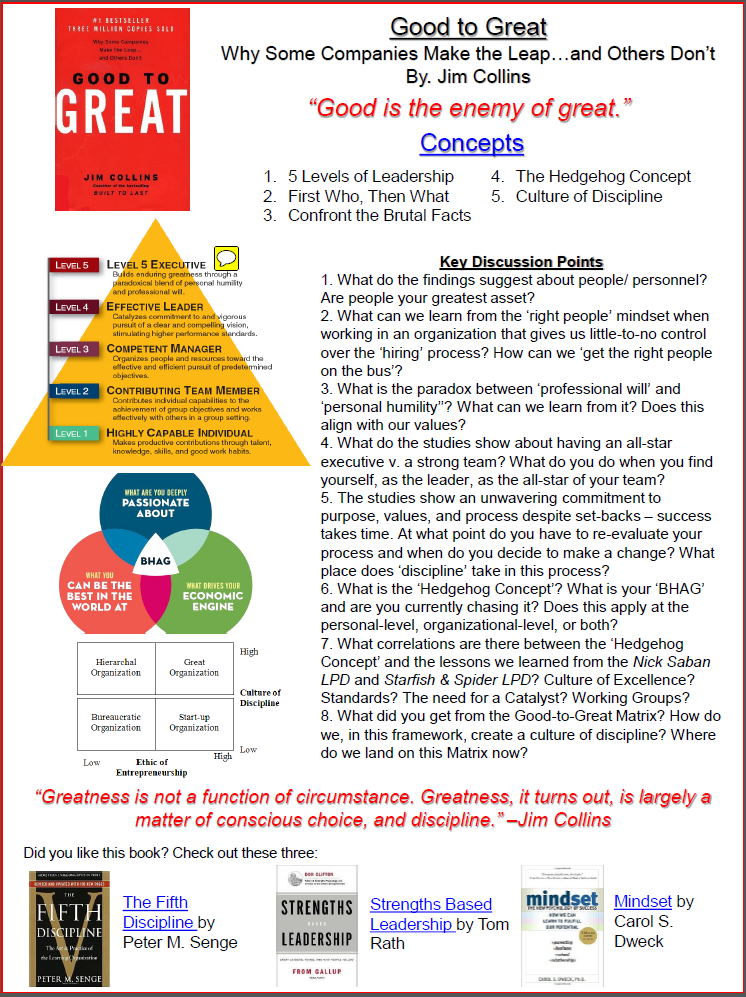 #1 BESTSELLER
THREE MILLION COPIES SOLD
Why Some Companies
Make the Leap...
and Others Don't
GOOD TO
GREAT
JIM COLLINS
Coauthor of the bestselling
BUILT TO LAST
Good to Great
Why Some Companies Make the Leap…and Others Don't
By. Jim Collins
“Good is the enemy of great.”
Concepts
1. 5 Levels of Leadership
2. First Who, Then What
3. Confront the Brutal Facts
4. The Hedgehog Concept
5. Culture of Discipline
LEVEL 5 LEVEL 5 EXECUTIVE
Builds enduring greatness through a
paradoxical blend of personal humility
and professional will.
LEVEL 4 EFFECTIVE LEADER
Catalyzes commitment to and vigorous
pursuit of a clear and compelling vision,
stimulating higher performance standards.
LEVEL 3 COMPETENT MANAGER
Organizes people and resources toward the
effective and efficient pursuit of predetermined
objectives.
LEVEL 2 CONTRIBUTING TEAM MEMBER
Contributes individual capabilities to the
achievement of group objectives and works
effectively with others in a group setting.
LEVEL 1 HIGHLY CAPABLE INDIVIDUAL
Makes productive contributions through talent,
knowledge, skills, and good work habits.
WHAT ARE YOU DEEPLY
PASSIONATE
ABOUT
BHAG
WHAT YOU
CAN BE THE
BEST IN THE
WORLD AT
WHAT DRIVES YOUR
ECONOMIC
ENGINE
Hierarchal
Organization
Great
Organization
Bureaucratic
Organization
Start-up
Organization
High
Culture of
Discipline
Low
Low
High
Ethic of
Entrepreneurship
Key Discussion Points
1. What do the findings suggest about people/ personnel?
Are people your greatest asset?
2. What can we learn from the ‘right people’ mindset when
working in an organization that gives us little-to-no control
over the ‘hiring’ process? How can we ‘get the right people
on the bus’?
3. What is the paradox between ‘professional will’ and
‘personal humility”? What can we learn from it? Does this
align with our values?
4. What do the studies show about having an all-star
executive v. a strong team? What do you do when you find
yourself, as the leader, as the all-star of your team?
5. The studies show an unwavering commitment to
purpose, values, and process despite set-backs – success
takes time. At what point do you have to re-evaluate your
process and when do you decide to make a change? What
place does ‘discipline’ take in this process?
6. What is the ‘Hedgehog Concept’? What is your ‘BHAG’
and are you currently chasing it? Does this apply at the
personal-level, organizational-level, or both?
7. What correlations are there between the ‘Hedgehog
Concept’ and the lessons we learned from the Nick Saban
LPD and Starfish & Spider LPD? Culture of Excellence?
Standards? The need for a Catalyst? Working Groups?
8. What did you get from the Good-to-Great Matrix? How do
we, in this framework, create a culture of discipline? Where
do we land on this Matrix now?
“Greatness is not a function of circumstance. Greatness, it turns out, is largely a
matter of conscious choice, and discipline.” –Jim Collins
Did you like this book? Check out these three:
THE
FIFTH
DISCIPLINE
The Art & Practice of
the Learning Organization
PETER M. SENGE
The Fifth
Discipline by
Peter M. Senge
DON CLIFTON
STRENGTHS
BASED
LEADERSHIP
FROM GALLUP
Strengths Based
Leadership by Tom
Rath
mindset
THE NEW PSYCHOLOGY OF SUCCESS
HOW WE CAN
LEARN TO FULFILL
OUR POTENTIAL
CAROL S. DWECK, Ph.D.
Mindset by
Carol S.
Dweck